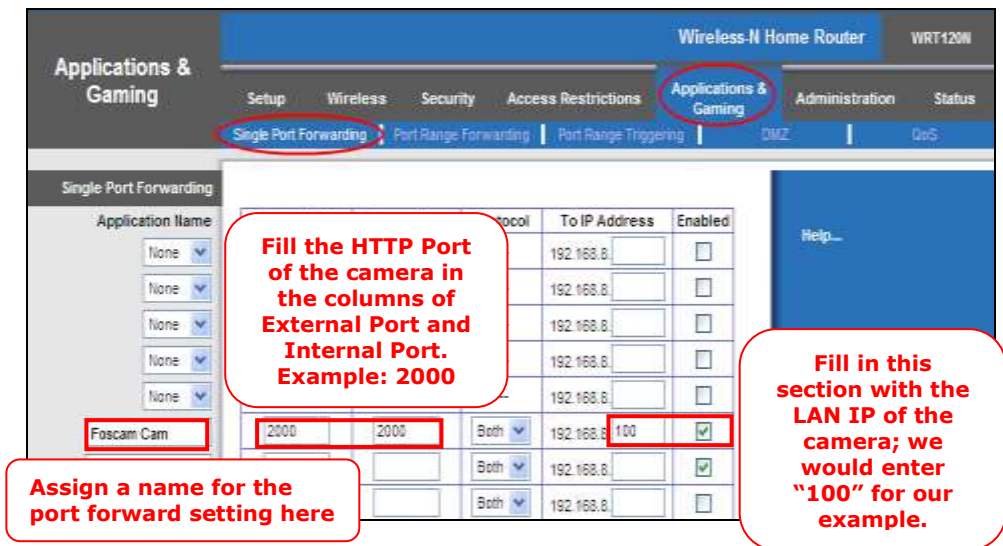 Applications &
Gaming
Wireless-N Home Router
WRT120N
Setup
Wireless
Security
Access Restrictions
Applications &
Gaming
Administration
Status
Single Port Forwarding
Port Range Forwarding
Port Range Triggering
DMZ
QoS
Single Port Forwarding
Application Name
To IP Address
Enabled
Help...
None
192.168.8.
None
192.168.8.
None
192.168.8.
None
192.168.8.
None
192.168.8.
Fill the HTTP Port
of the camera in
the columns of
External Port and
Internal Port.
Example: 2000
Foscam Cam
2000
2000
Both
192.168.8.
100
Both
192.168.8.
Both
192.168.8.
Assign a name for the
port forward setting here
Fill in this
section with the
LAN IP of the
camera; we
would enter
“100” for our
example.